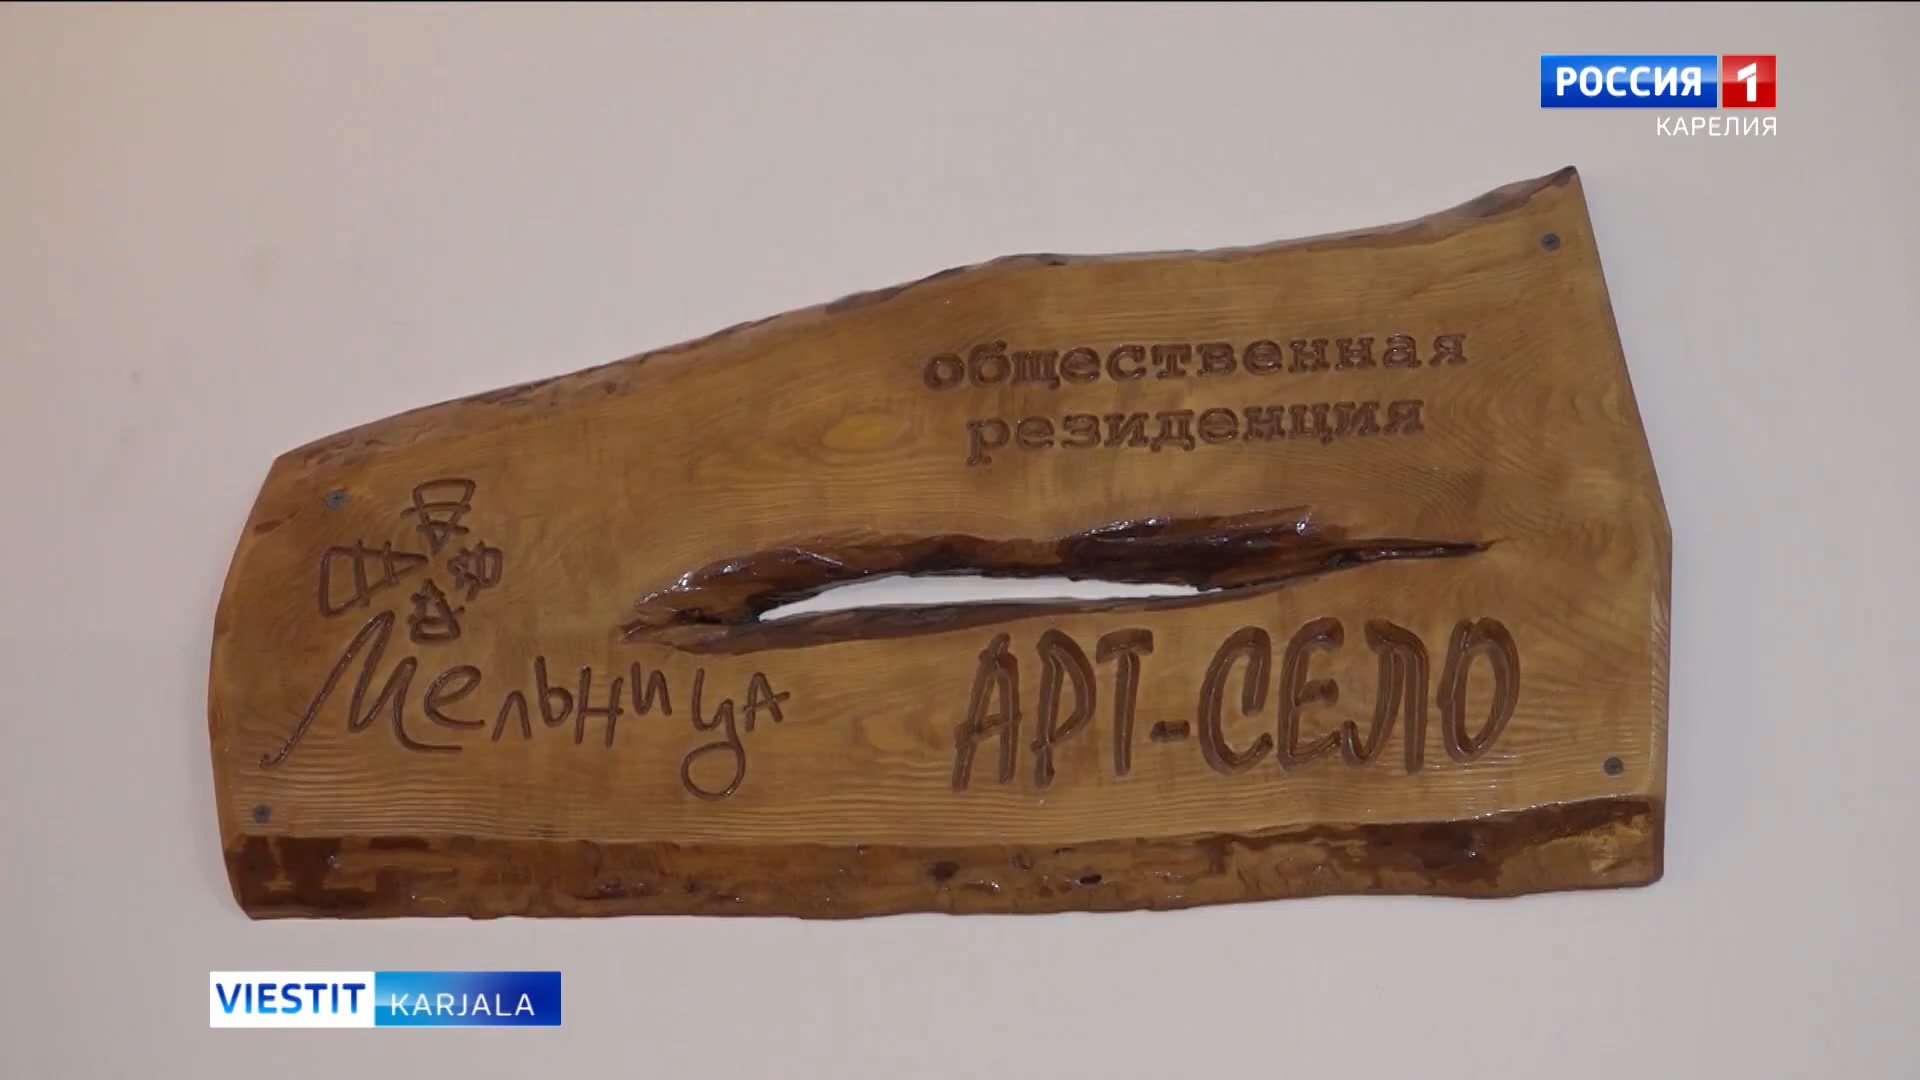 РОССИЯ 1
КАРЕЛИЯ
общественная
резиденция
Мельница
АРТ-СЕЛО
VIESTIT KARJALA